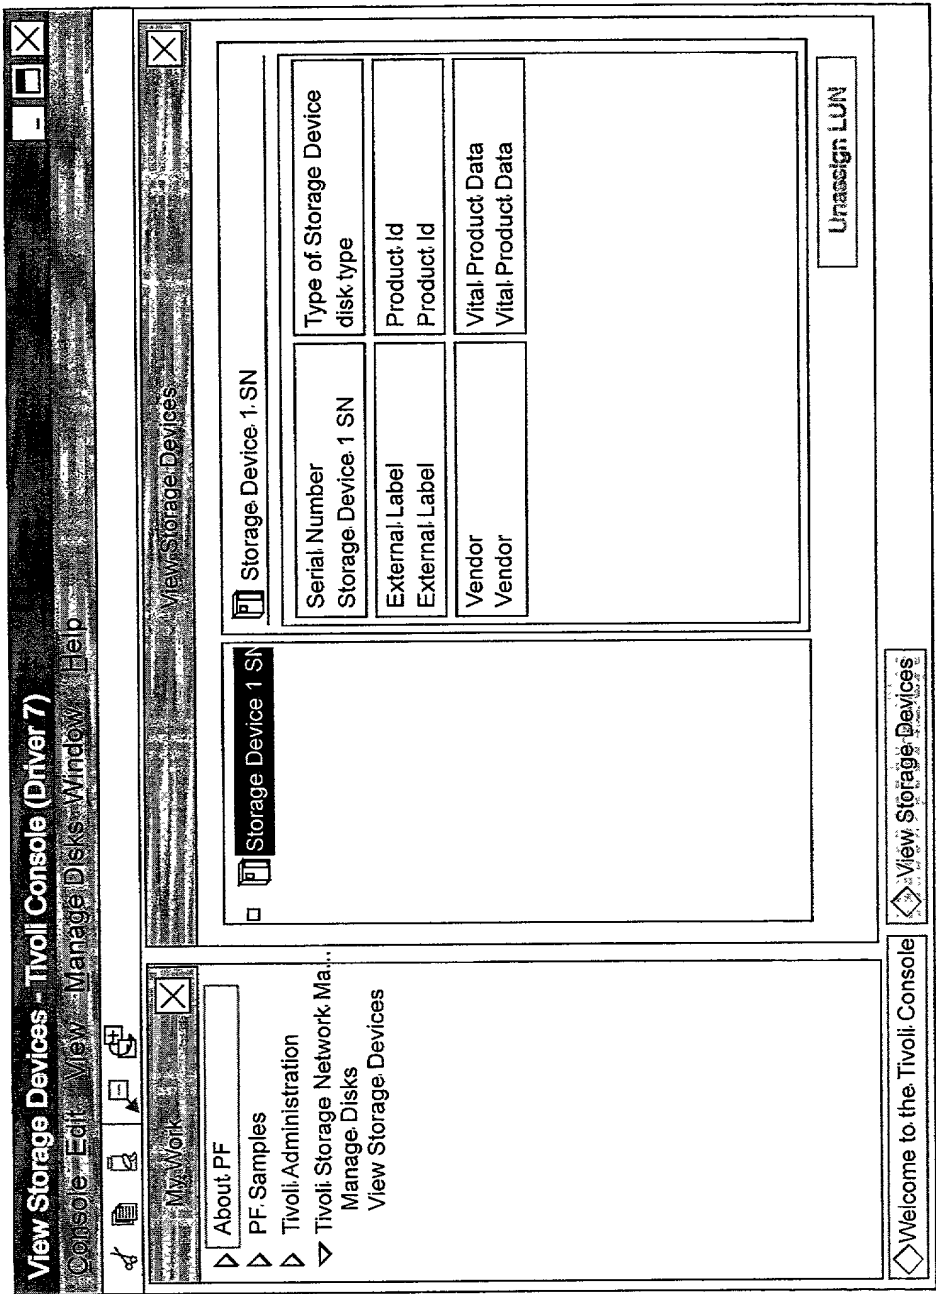 View Storage Devices - Tivoli Console (Driver 7)
Console Edit View Manage Disks Window Help
My Work
About PF
PF Samples
Tivoli Administration
Tivoli Storage Network Ma...
Manage Disks
View Storage Devices
View Storage Devices
Storage Device 1 SN
Storage Device 1 SN
Serial Number
Storage Device 1 SN
Type of Storage Device
disk type
External Label
External Label
Product Id
Product Id
Vendor
Vendor
Vital Product Data
Vital Product Data
Unassign LUN
Welcome to the Tivoli Console
View Storage Devices